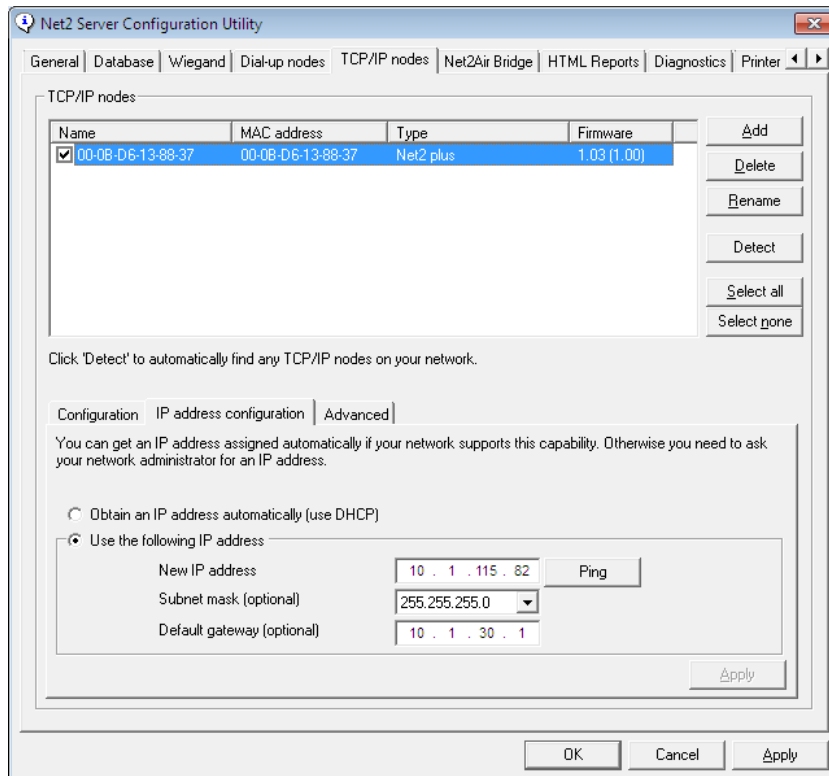 Net2 Server Configuration Utility
General Database Wiegand Dial-up nodes TCP/IP nodes Net2Air Bridge HTML Reports Diagnostics Printer
TCP/IP nodes
Name MAC address Type Firmware
00-0B-D6-13-88-37 00-0B-D6-13-88-37 Net2 plus 1.03 (1.00)
Add
Delete
Rename
Detect
Select all
Select none
Click 'Detect' to automatically find any TCP/IP nodes on your network.
Configuration IP address configuration Advanced
You can get an IP address assigned automatically if your network supports this capability. Otherwise you need to ask
your network administrator for an IP address.
Obtain an IP address automatically (use DHCP)
Use the following IP address
New IP address 10 . 1 . 115 . 82 Ping
Subnet mask (optional) 255.255.255.0
Default gateway (optional) 10 . 1 . 30 . 1
Apply
OK Cancel Apply